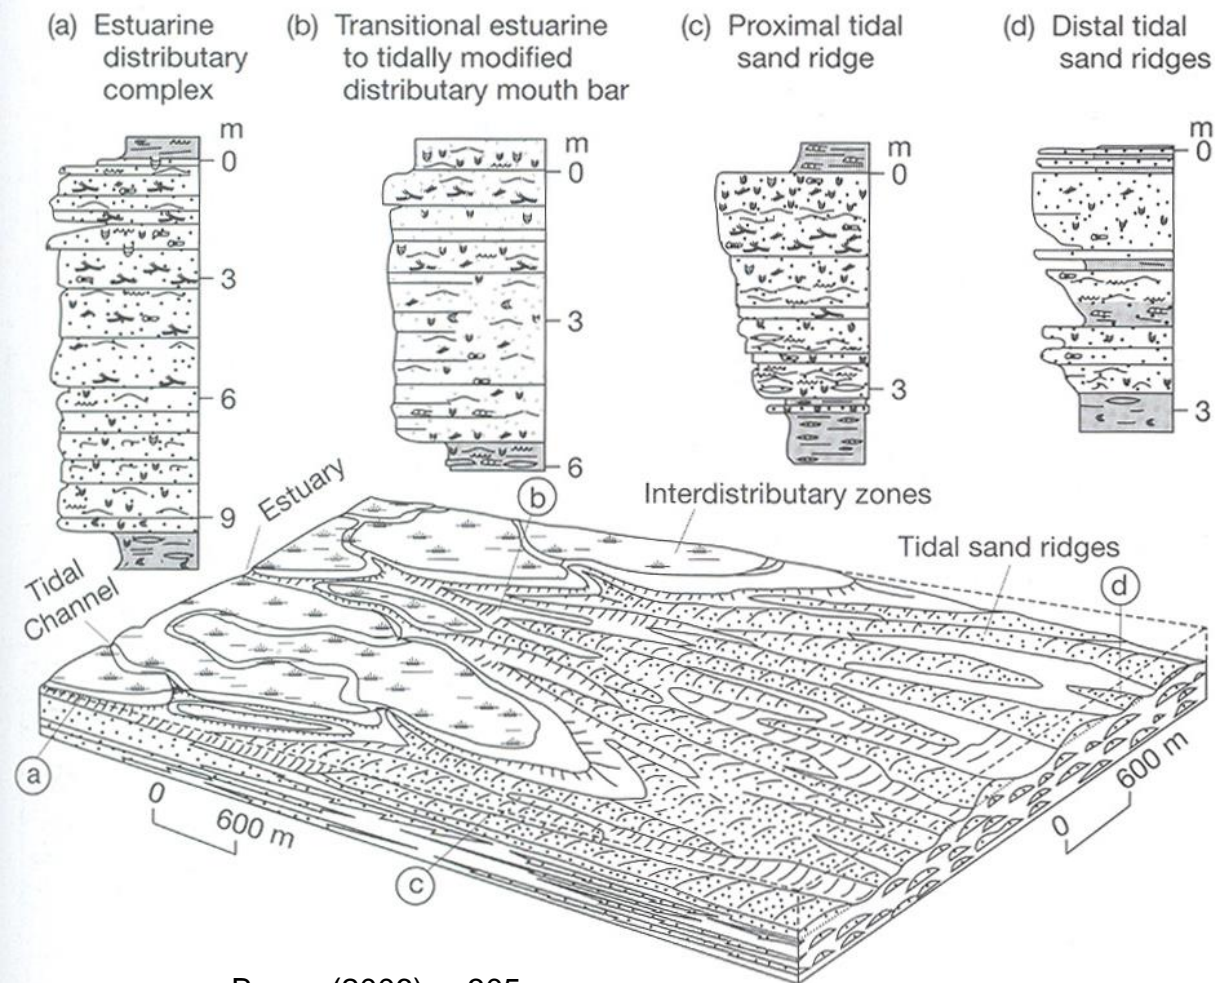 (a) Estuarine
distributary
complex
(b) Transitional estuarine
to tidally modified
distributary mouth bar
(c) Proximal tidal
sand ridge
(d) Distal tidal
sand ridges
m
0
3
6
9
m
0
3
6
m
0
3
m
0
3
Estuary
b
Interdistributary zones
Tidal sand ridges
d
Tidal
Channel
a
0
600 m
c
0
600 m
(2003)